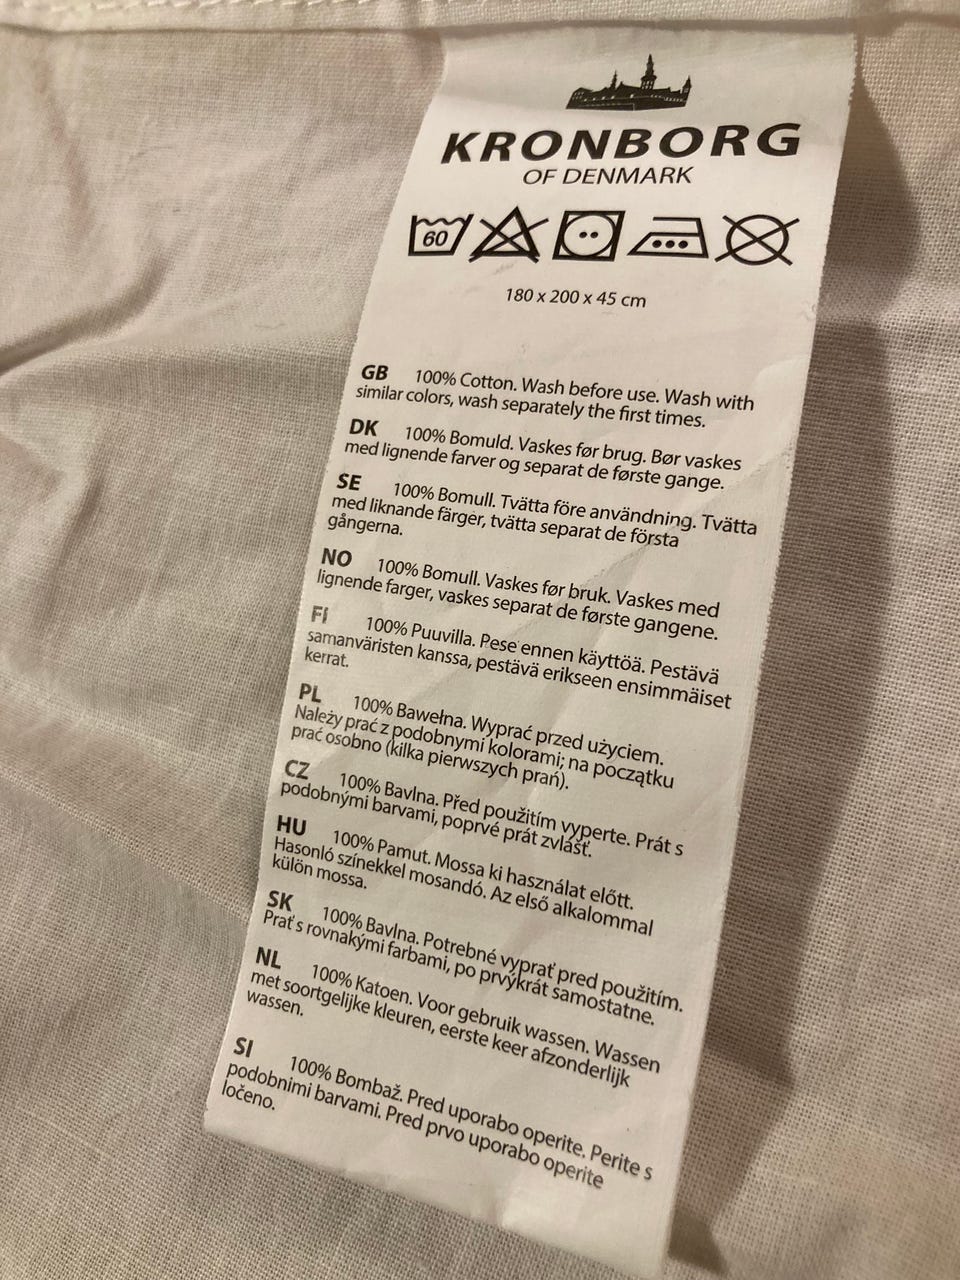 KRONBORG
OF DENMARK
60
180 x 200 x 45 cm
GB 100% Cotton. Wash before use. Wash with
similar colors, wash separately the first times.
DK 100% Bomuld. Vaskes før brug. Bør vaskes
med lignende farver og separat de første gange.
SE 100% Bomull. Tvätta före användning. Tvätta
med liknande färger, tvätta separat de första
gångerna.
NO 100% Bomull. Vaskes før bruk. Vaskes med
lignende farger, vaskes separat de første gangene.
FI 100% Puuvilla. Pese ennen käyttöä. Pestävä
samanväristen kanssa, pestävä erikseen ensimmäiset
kerrat.
PL 100% Bawełna. Wyprać przed użyciem.
Należy prać z podobnymi kolorami; na początku
prać osobno (kilka pierwszych prań).
CZ 100% Bavlna. Před použitím vyperte. Prát s
podobnými barvami, poprvé prát zvlášť.
HU 100% Pamut. Mossa ki használat előtt.
Hasonló színekkel mosandó. Az első alkalommal
külön mossa.
SK 100% Bavlna. Potrebné vyprať pred použitím.
Prať s rovnakými farbami, po prvýkrát samostatne.
NL 100% Katoen. Voor gebruik wassen. Wassen
met soortgelijke kleuren, eerste keer afzonderlijk
wassen.
SI 100% Bombaž. Pred uporabo operite. Perite s
podobnimi barvami. Pred prvo uporabo operite
ločeno.